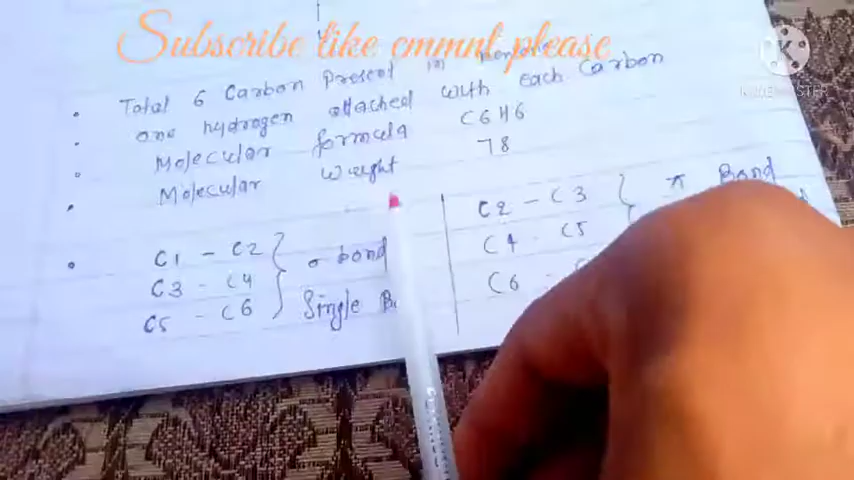 Subscribe like cmmnt please
Total 6 Carbon Present in
one hydrogen attached with each Carbon
Molecular formula C6H6
Molecular weight 78
C1 - C2
C3 - C4
C5 - C6
σ bond
Single
C2 - C3
C4 - C5
C6 -
π Bond